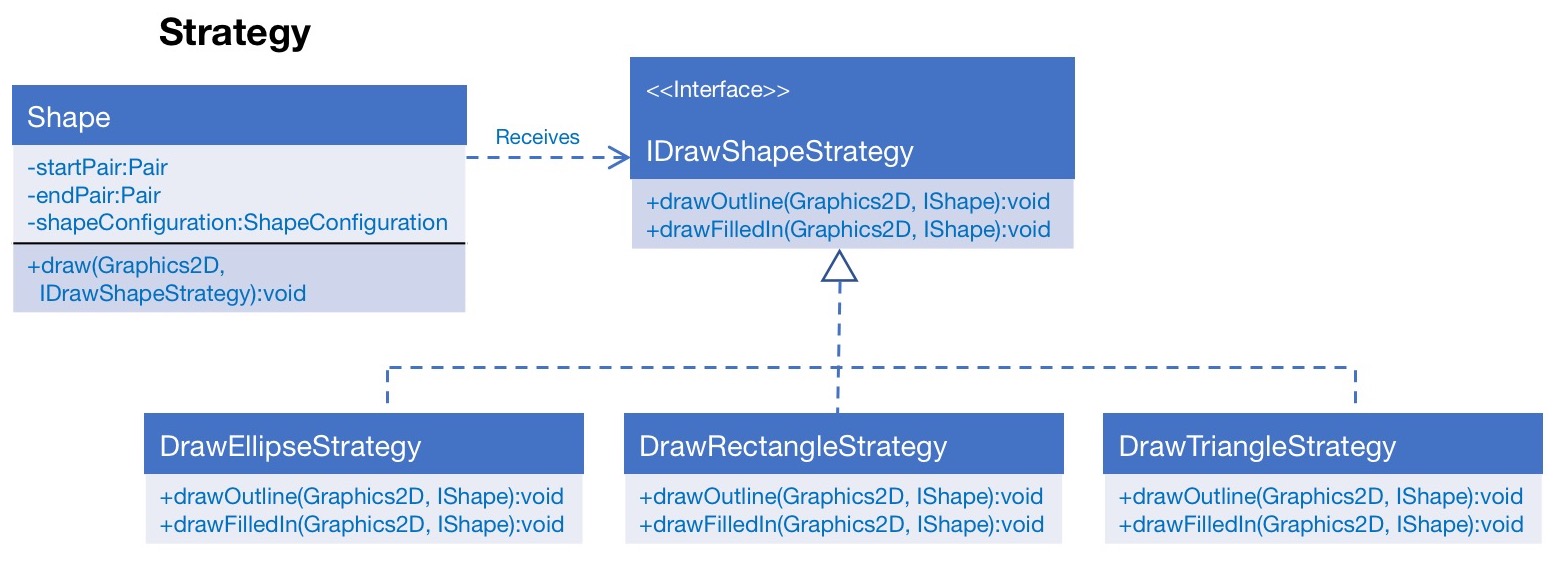 Strategy
Shape
-startPair:Pair
-endPair:Pair
-shapeConfiguration:ShapeConfiguration
+draw(Graphics2D,
IDrawShapeStrategy):void
Receives
<<Interface>>
IDrawShapeStrategy
+drawOutline(Graphics2D, IShape):void
+drawFilledIn(Graphics2D, IShape):void
DrawEllipseStrategy
+drawOutline(Graphics2D, IShape):void
+drawFilledIn(Graphics2D, IShape):void
DrawRectangleStrategy
+drawOutline(Graphics2D, IShape):void
+drawFilledIn(Graphics2D, IShape):void
DrawTriangleStrategy
+drawOutline(Graphics2D, IShape):void
+drawFilledIn(Graphics2D, IShape):void